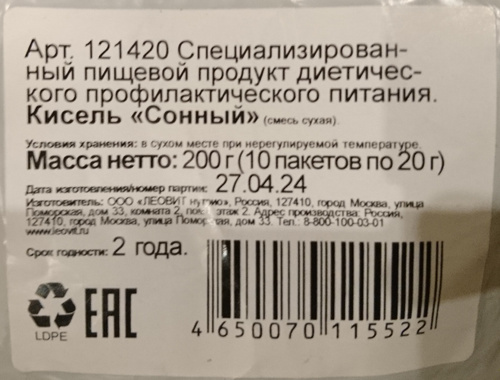 Арт. 121420 Специализирован-
ный пищевой продукт диетичес-
кого профилактического питания.
Кисель «Сонный» (смесь сухая).
Условия хранения: в сухом месте при нерегулируемой температуре.
Масса нетто: 200 г (10 пакетов по 20 г)
Дата изготовления/номер партии: 27.04.24
Изготовитель: ООО «ЛЕОВИТ нутрио», Россия, 127410, город Москва, улица
Поморская, дом 33, комната 2, этаж 2. Адрес производства: Россия,
127410, город Москва, улица Поморская, дом 33. Тел.: 8-800-100-03-01
www.leovit.ru
Срок годности: 2 года.
LDPE
EAC
4 650070 115522